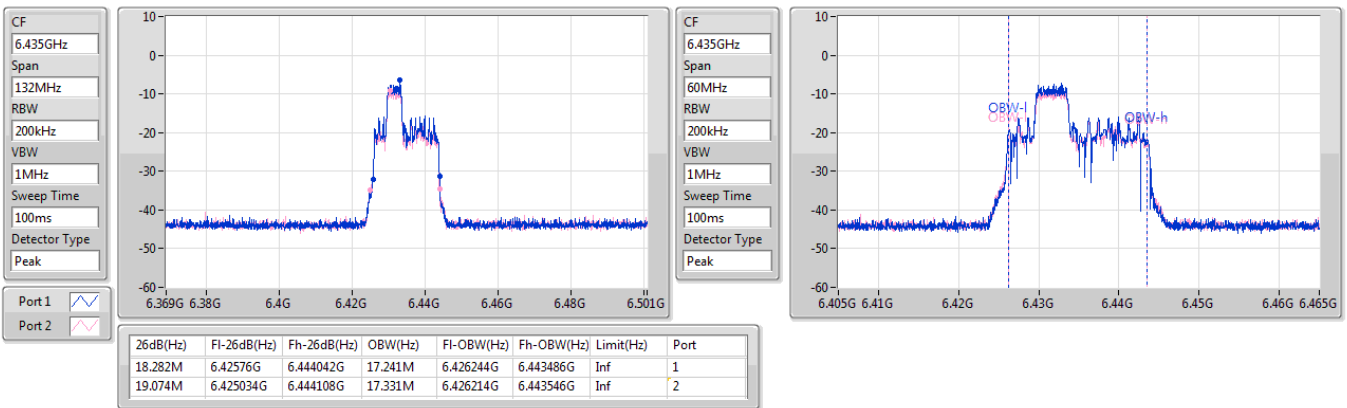 CF
6.435GHz
Span
132MHz
RBW
200kHz
VBW
1MHz
Sweep Time
100ms
Detector Type
Peak
Port 1
Port 2
10
0
-10
-20
-30
-40
-50
-60
6.369G 6.38G 6.4G 6.42G 6.44G 6.46G 6.48G 6.501G
CF
6.435GHz
Span
60MHz
RBW
200kHz
VBW
1MHz
Sweep Time
100ms
Detector Type
Peak
10
0
-10
-20
-30
-40
-50
-60
OBW-l
OBW-h
6.405G 6.41G 6.42G 6.43G 6.44G 6.45G 6.46G 6.465G
26dB(Hz) Fl-26dB(Hz) Fh-26dB(Hz) OBW(Hz) Fl-OBW(Hz) Fh-OBW(Hz) Limit(Hz) Port
18.282M 6.42576G 6.444042G 17.241M 6.426244G 6.443486G Inf 1
19.074M 6.425034G 6.444108G 17.331M 6.426214G 6.443546G Inf 2